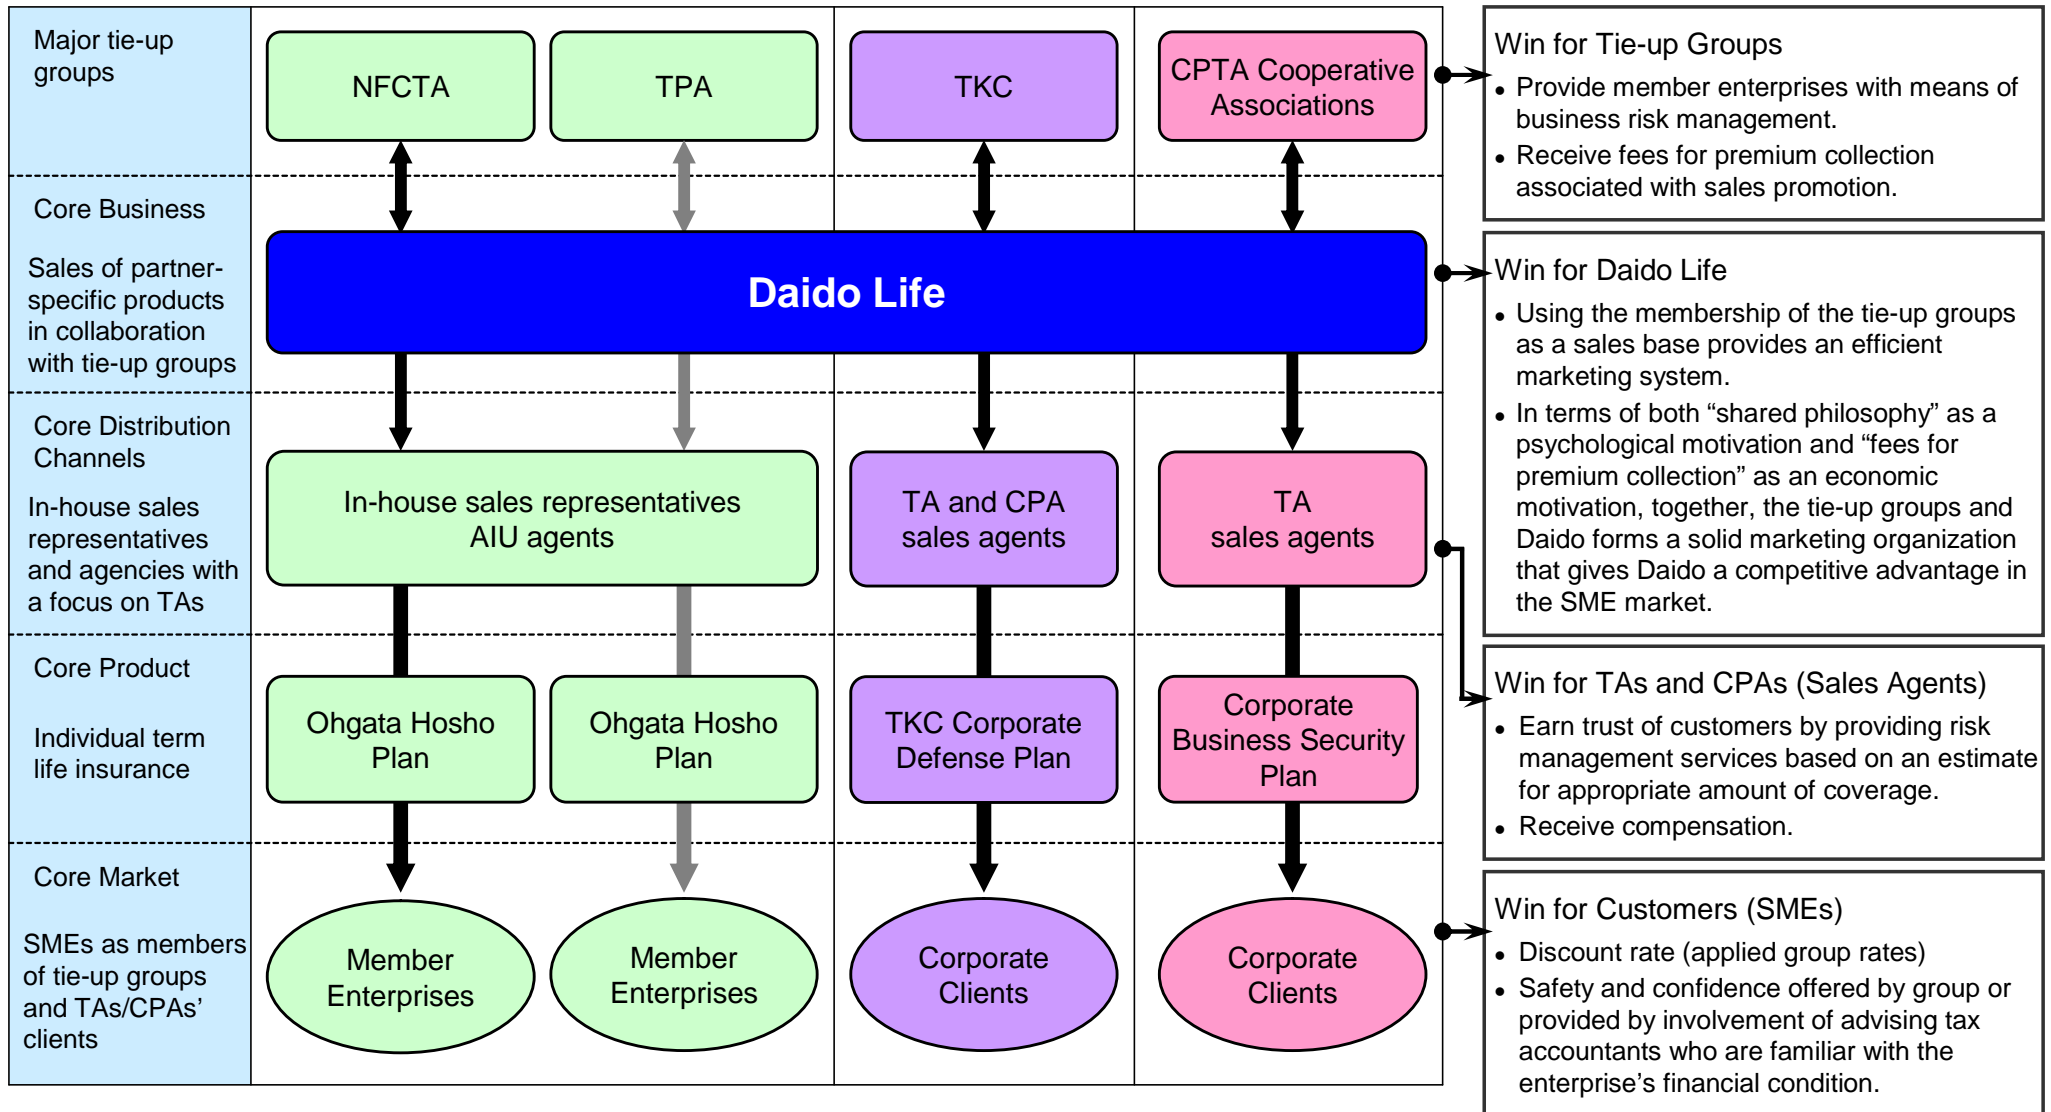 Major tie-up
groups
NFCTA
TPA
TKC
CPTA Cooperative
Associations
Core Business
Sales of partner-
specific products
in collaboration
with tie-up groups
Daido Life
Core Distribution
Channels
In-house sales
representatives
and agencies with
a focus on TAs
In-house sales representatives
AIU agents
TA and CPA
sales agents
TA
sales agents
Core Product
Individual term
life insurance
Ohgata Hosho
Plan
Ohgata Hosho
Plan
TKC Corporate
Defense Plan
Corporate
Business Security
Plan
Core Market
SMEs as members
of tie-up groups
and TAs/CPAs’
clients
Member
Enterprises
Member
Enterprises
Corporate
Clients
Corporate
Clients
Win for Tie-up Groups
• Provide member enterprises with means of
business risk management.
• Receive fees for premium collection
associated with sales promotion.
Win for Daido Life
• Using the membership of the tie-up groups
as a sales base provides an efficient
marketing system.
• In terms of both “shared philosophy” as a
psychological motivation and “fees for
premium collection” as an economic
motivation, together, the tie-up groups and
Daido forms a solid marketing organization
that gives Daido a competitive advantage in
the SME market.
Win for TAs and CPAs (Sales Agents)
• Earn trust of customers by providing risk
management services based on an estimate
for appropriate amount of coverage.
• Receive compensation.
Win for Customers (SMEs)
• Discount rate (applied group rates)
• Safety and confidence offered by group or
provided by involvement of advising tax
accountants who are familiar with the
enterprise’s financial condition.